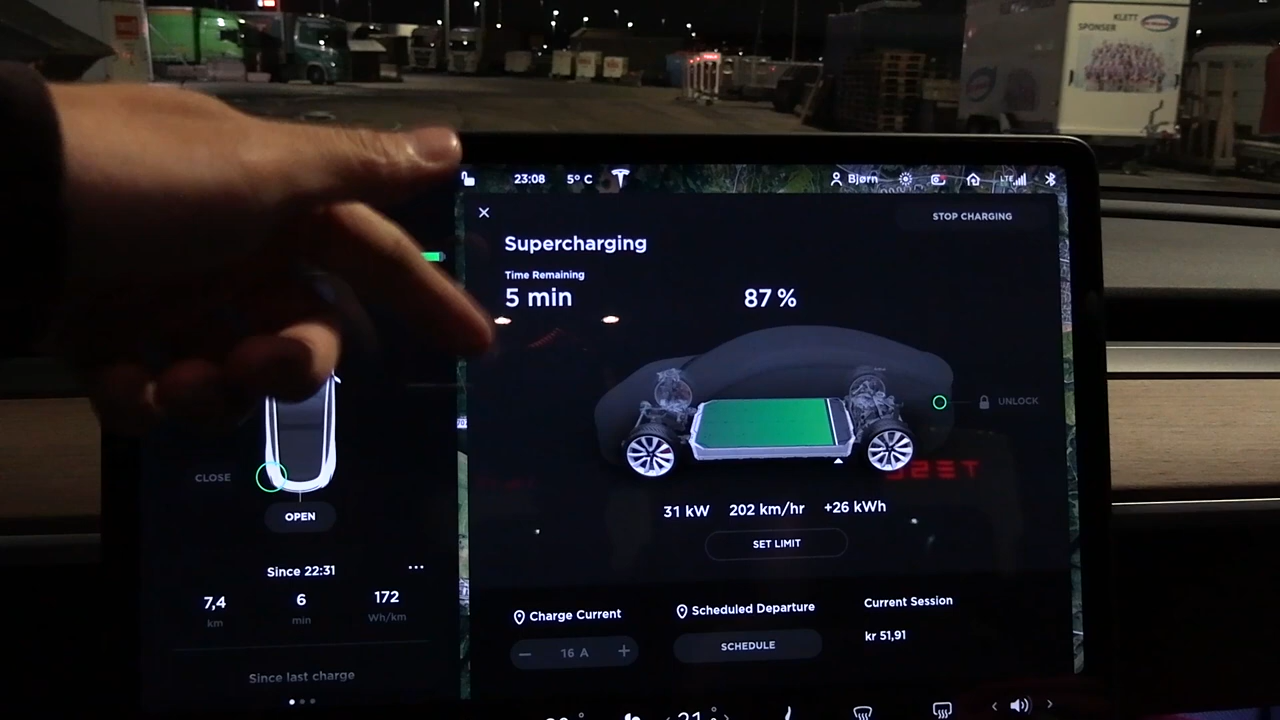 KLETT
SPONSER
23:08 5° C Bjørn LTE
STOP CHARGING
Supercharging
Time Remaining
5 min 87 %
UNLOCK
CLOSE
OPEN
31 kW 202 km/hr +26 kWh
SET LIMIT
Since 22:31 ...
7,4 6 172
km min Wh/km
Charge Current Scheduled Departure Current Session
− 16 A + SCHEDULE kr 51,91
Since last charge
21